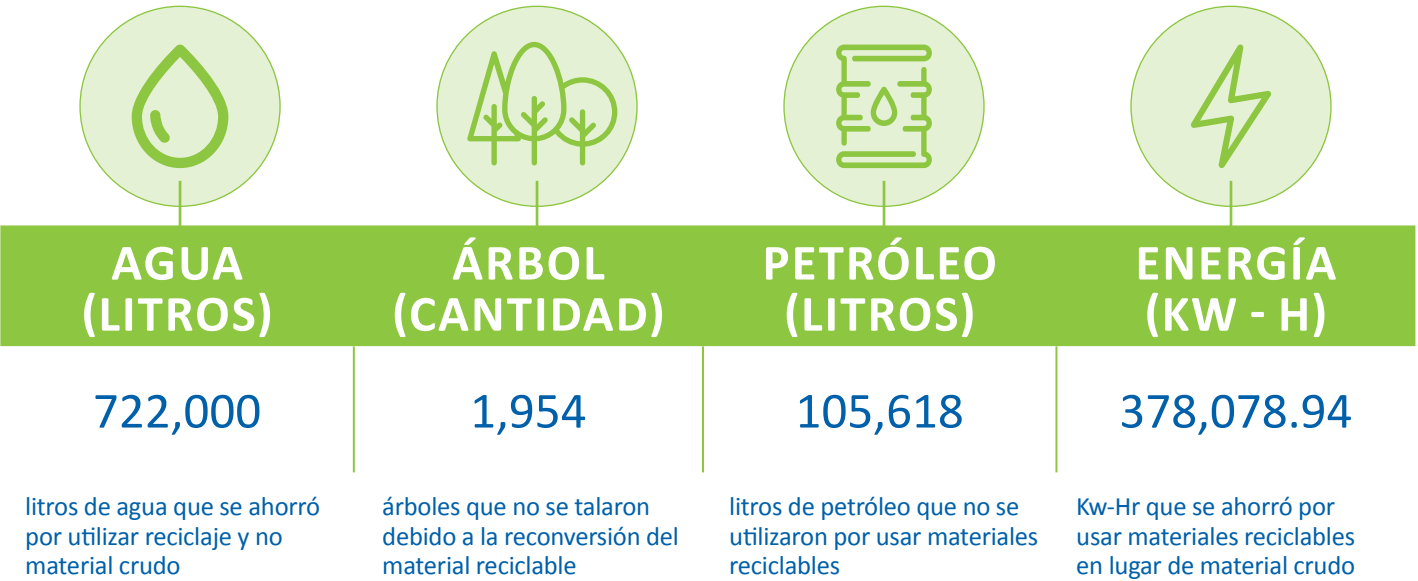 AGUA
(LITROS)
722,000
litros de agua que se ahorró
por utilizar reciclaje y no
material crudo
ÁRBOL
(CANTIDAD)
1,954
árboles que no se talaron
debido a la reconversión del
material reciclable
PETRÓLEO
(LITROS)
105,618
litros de petróleo que no se
utilizaron por usar materiales
reciclables
ENERGÍA
(KW - H)
378,078.94
Kw-Hr que se ahorró por
usar materiales reciclables
en lugar de material crudo